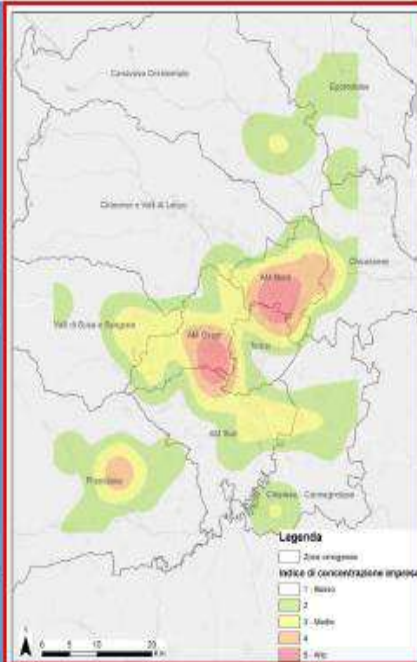 Canavese Occidentale
Eporediese
Ciriacese e Valli di Lanzo
Chivassese
AM Nord
Val di Susa e Sangone
AM Ovest
Torino
AM Sud
Pinerolese
Chierese - Carmagnolese
Legenda
Zone omogenee
Indice di concentrazione imprese
1 - Basso
2
3 - Medio
4
5 - Alto
0 5 10 20
Km